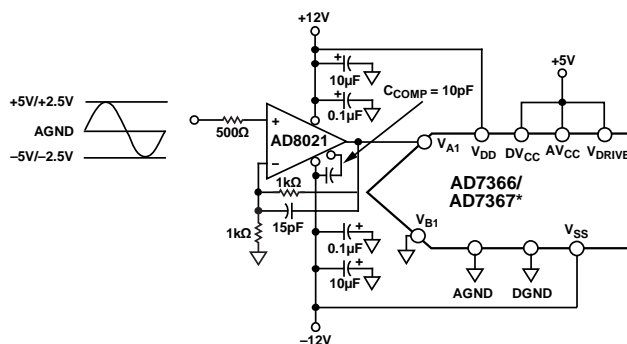 +12V
+5V/+2.5V
AGND
–5V/–2.5V
+
10µF
+
0.1µF
C_COMP = 10pF
+5V
500Ω
+
AD8021
–
V_A1
V_DD
DV_CC
AV_CC
V_DRIVE
AD7366/
AD7367*
1kΩ
15pF
1kΩ
V_B1
+
0.1µF
+
10µF
V_SS
AGND
DGND
–12V